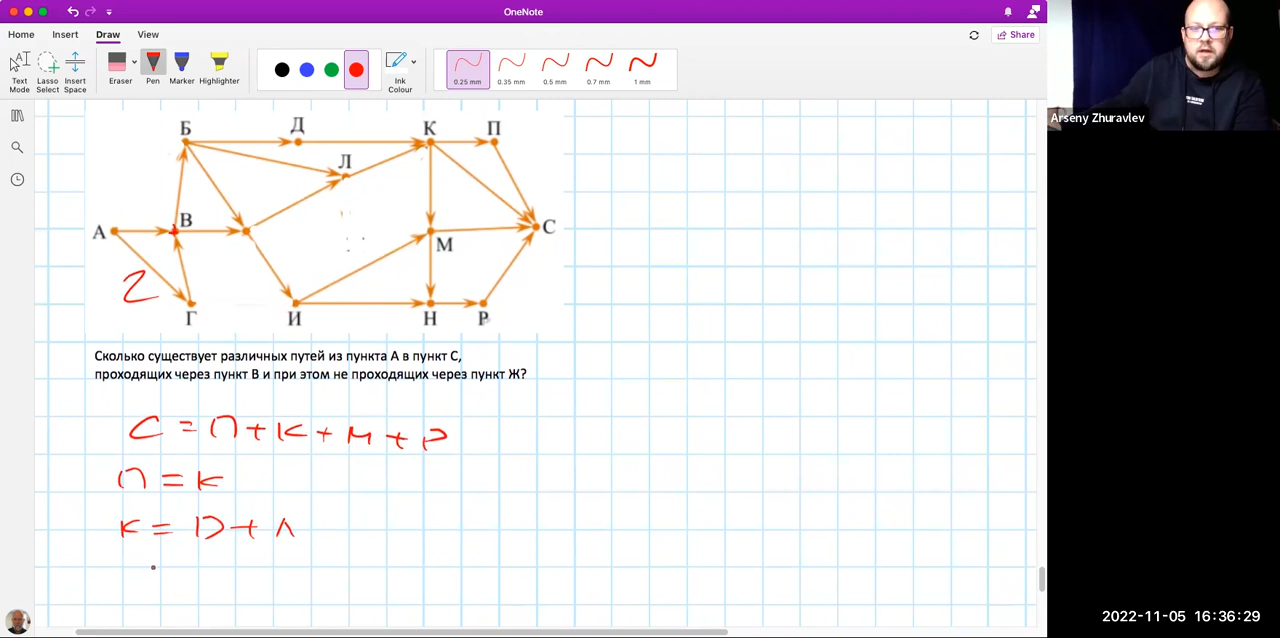 OneNote
Home Insert Draw View
Share
Text Mode
Lasso Select
Insert Space
Eraser
Pen
Marker
Highlighter
Ink Colour
0.25 mm
0.35 mm
0.5 mm
0.7 mm
1 mm
Arseny Zhuravlev
Б Д К П
Л
А В С
М
2
Г И Н Р
Сколько существует различных путей из пункта А в пункт С,
проходящих через пункт В и при этом не проходящих через пункт Ж?
С = П + К + М + Р
П = К
К = D + Л
2022-11-05 16:36:29